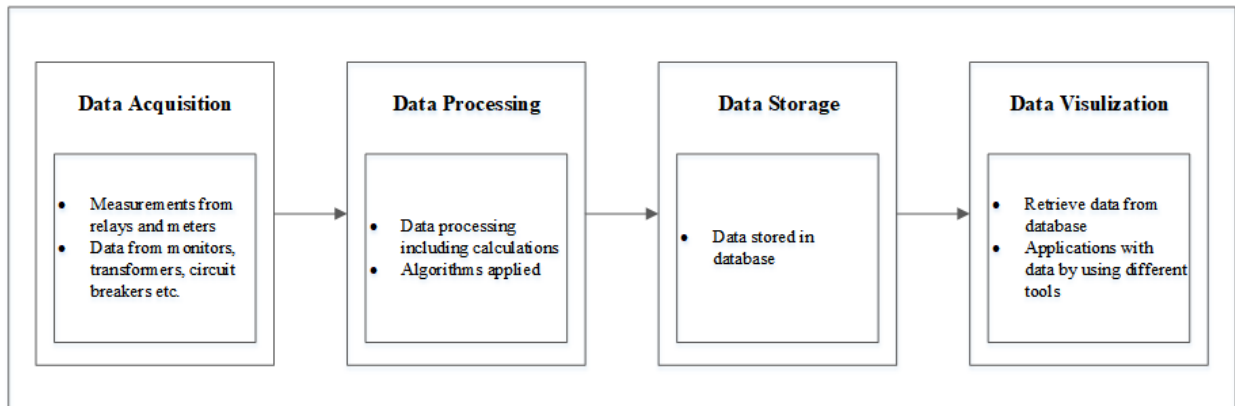 Data Acquisition
• Measurements from
relays and meters
• Data from monitors,
transformers, circuit
breakers etc.
Data Processing
• Data processing
including calculations
• Algorithms applied
Data Storage
• Data stored in
database
Data Visulization
• Retrieve data from
database
• Applications with
data by using different
tools